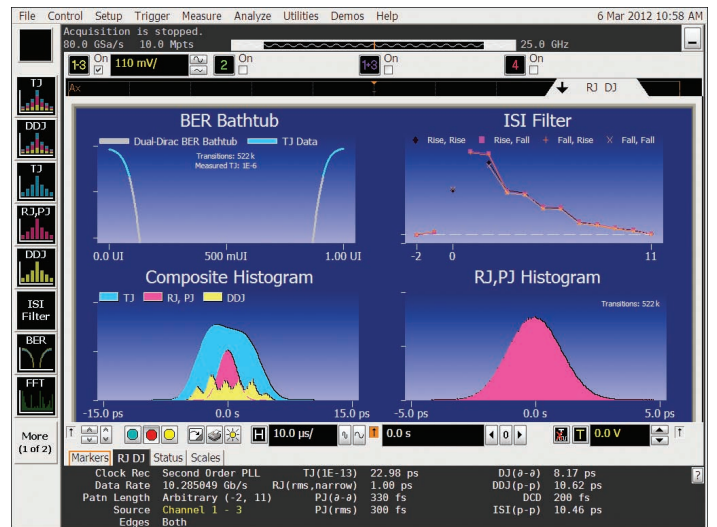 File Control Setup Trigger Measure Analyze Utilities Demos Help 6 Mar 2012 10:58 AM
Acquisition is stopped.
80.0 GSa/s 10.0 Mpts 25.0 GHz
1-3 On 110 mV/ 2 On 1+3 On 4 On
Ax RJ DJ
TJ
DDJ
TJ
RJ,PJ
DDJ
ISI
Filter
BER
FFT
More
(1 of 2)
BER Bathtub
Dual-Dirac BER Bathtub TJ Data
Transitions: 522 k
Measured TJ: 1E-6
0.0 UI 500 mUI 1.00 UI
ISI Filter
Rise, Rise Rise, Fall Fall, Rise Fall, Fall
-2 0 11
Composite Histogram
TJ RJ, PJ DDJ
-15.0 ps 0.0 s 15.0 ps
RJ,PJ Histogram
Transitions: 522 k
-5.0 ps 0.0 s 5.0 ps
H 10.0 µs/ 0.0 s 0 T 0.0 V
Markers RJ DJ Status Scales
Clock Rec Second Order PLL TJ(1E-13) 22.98 ps DJ(∂-∂) 8.17 ps ?
Data Rate 10.285049 Gb/s RJ(rms,narrow) 1.00 ps DDJ(p-p) 10.62 ps
Patn Length Arbitrary (-2, 11) PJ(∂-∂) 330 fs DCD 200 fs
Source Channel 1 - 3 PJ(rms) 300 fs ISI(p-p) 10.46 ps
Edges Both